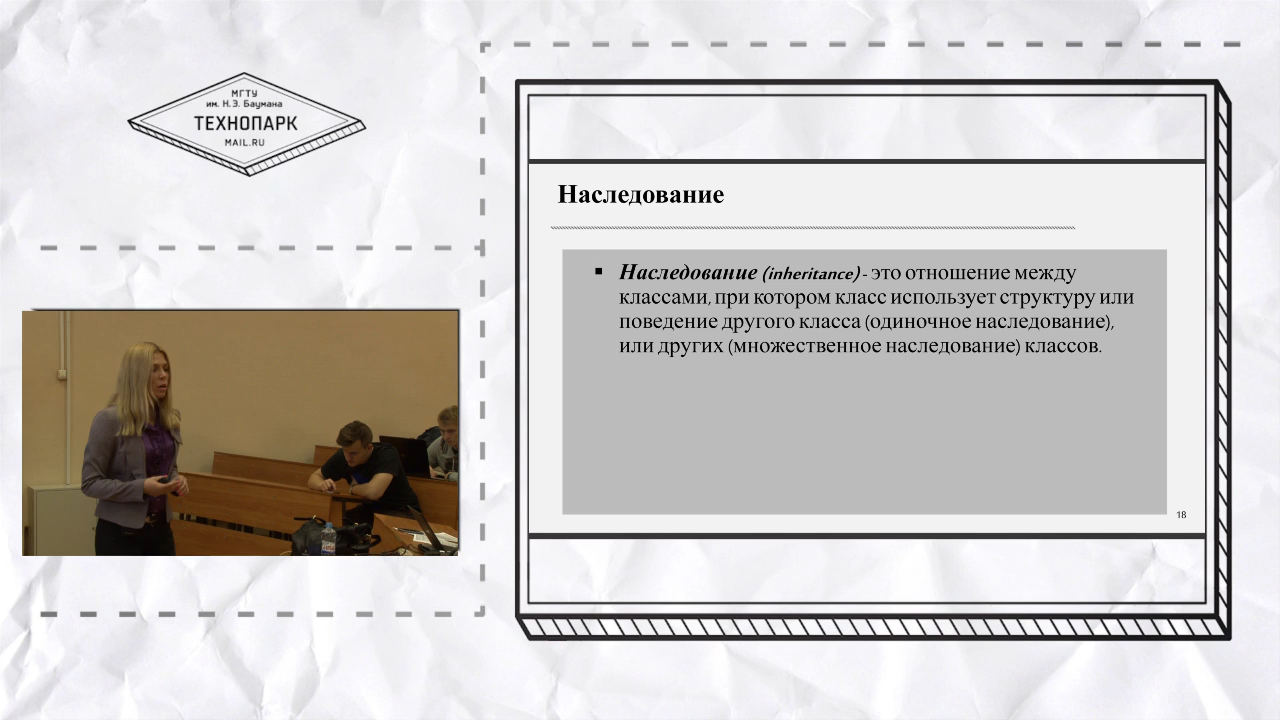 МГТУ
им. Н.Э. Баумана
ТЕХНОПАРК
MAIL.RU
Наследование
▪ Наследование (inheritance) - это отношение между
классами, при котором класс использует структуру или
поведение другого класса (одиночное наследование),
или других (множественное наследование) классов.
18